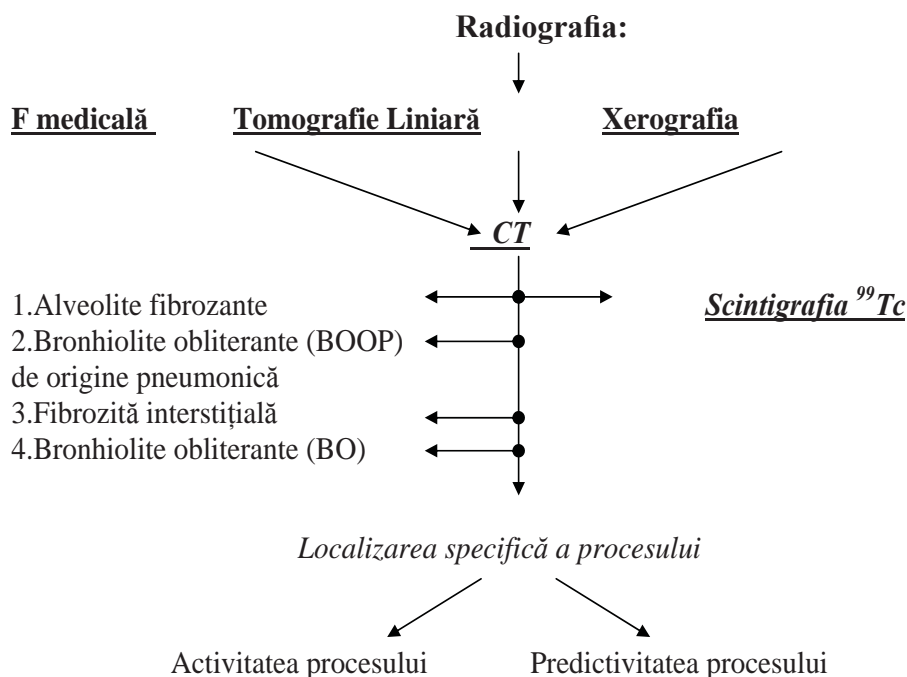 Radiografia:
F medicală Tomografie Liniară Xerografia
CT
1.Alveolite fibrozante
Scintigrafia ⁹⁹Tc
2.Bronhiolite obliterante (BOOP)
de origine pneumonică
3.Fibrozită interstițială
4.Bronhiolite obliterante (BO)
Localizarea specifică a procesului
Activitatea procesului Predictivitatea procesului